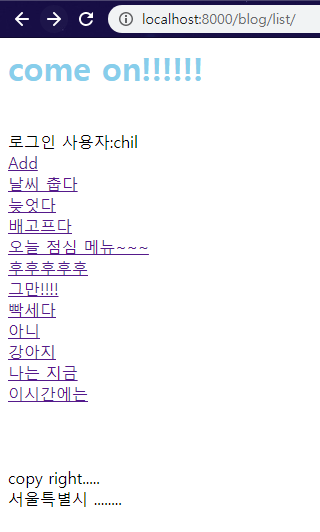 localhost:8000/blog/list/
come on!!!!!!
로그인 사용자:chil
Add
날씨 춥다
늦엇다
배고프다
오늘 점심 메뉴~~~
후후후후후
그만!!!!
빡세다
아니
강아지
나는 지금
이시간에는
copy right.....
서울특별시 ........